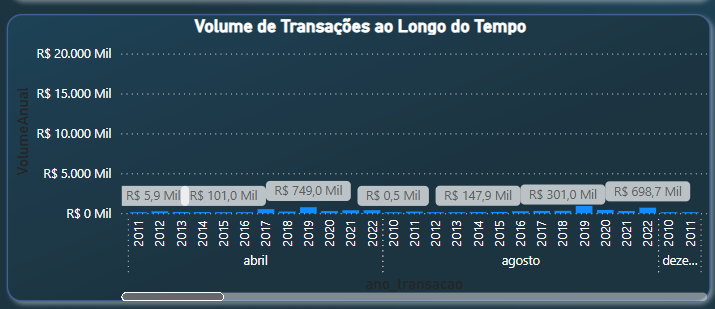 Volume de Transações ao Longo do Tempo
VolumeAnual
R$ 20.000 Mil
R$ 15.000 Mil
R$ 10.000 Mil
R$ 5.000 Mil
R$ 0 Mil
R$ 5,9 Mil R$ 101,0 Mil R$ 749,0 Mil R$ 0,5 Mil R$ 147,9 Mil R$ 301,0 Mil R$ 698,7 Mil
2011 2012 2013 2014 2015 2016 2017 2018 2019 2020 2021 2022 2010 2011 2012 2013 2014 2015 2016 2017 2018 2019 2020 2021 2022 2010 2011
abril agosto deze...
ano_transacao